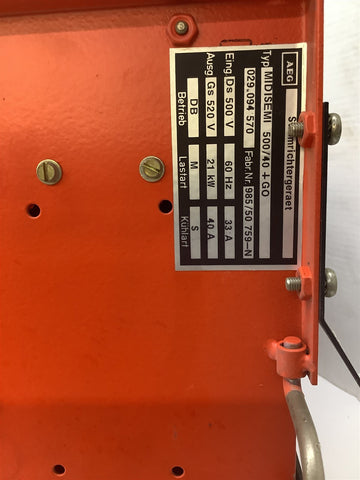 AEG
Stromrichtergeraet
Typ MIDISEMI 500/40 + GO
029.094 570 Fabr.Nr. 985/50 759-N
Eing Ds 500 V 60 Hz 33 A
Ausg Gs 520 V 21 kW 40 A
Betrieb DB Lastart M Kühlart S